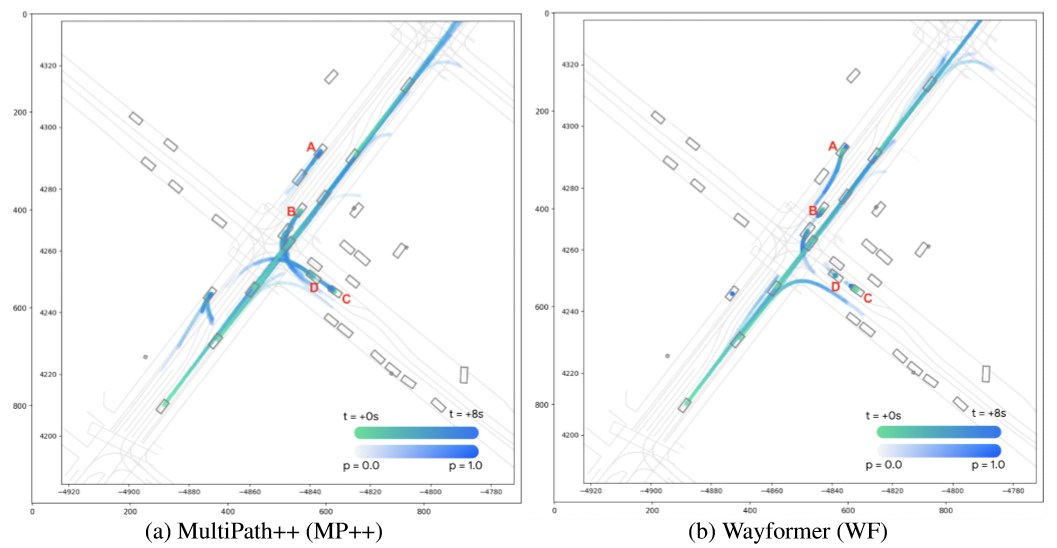 0
0
4320
4320
200
200
4300
4300
A
A
4280
4280
400
400
B
B
4260
4260
D
C
D
C
600
600
4240
4240
4220
4220
t = +0s
t = +8s
t = +0s
t = +8s
800
800
4200
4200
p = 0.0
p = 1.0
p = 0.0
p = 1.0
−4920 −4900 −4880 −4860 −4840 −4820 −4800 −4780
−4920 −4900 −4880 −4860 −4840 −4820 −4800 −4780
0 200 400 600 800
0 200 400 600 800
(a) MultiPath++ (MP++)
(b) Wayformer (WF)